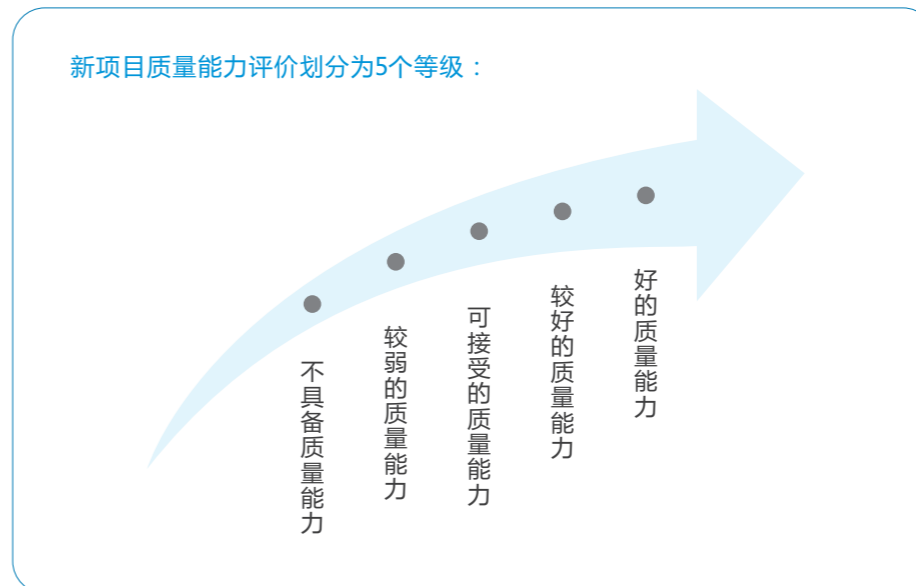 新项目质量能力评价划分为5个等级：
不具备质量能力
较弱的质量能力
可接受的质量能力
较好的质量能力
好的质量能力